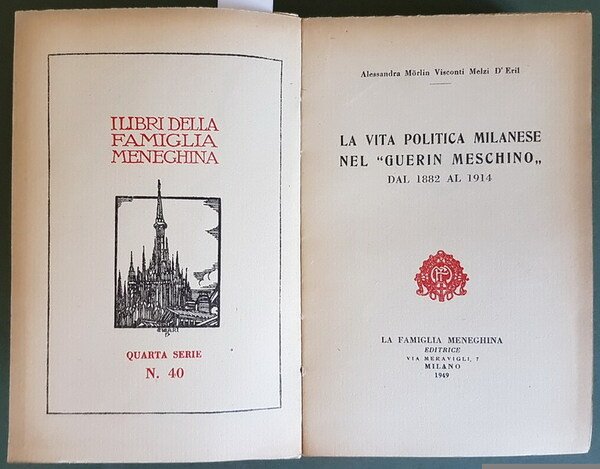 I LIBRI DELLA
FAMIGLIA
MENEGHINA
QUARTA SERIE
N. 40
Alessandra Mörlin Visconti Melzi D'Eril
LA VITA POLITICA MILANESE
NEL "GUERIN MESCHINO„
DAL 1882 AL 1914
LA FAMIGLIA MENEGHINA
EDITRICE
VIA MERAVIGLI, 7
MILANO
1949